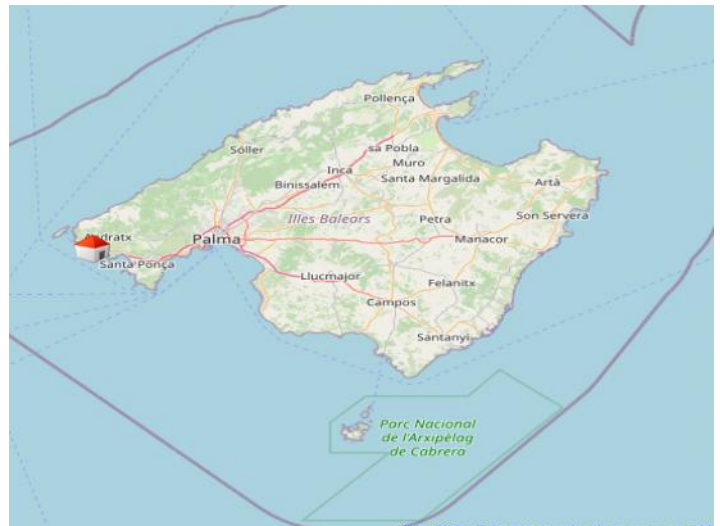 Pollença
sa Pobla
Sóller
Muro
Inca
Santa Margalida
Binissalem
Artà
Illes Balears
Petra
Son Servera
Palma
Manacor
Santa Ponça
Llucmajor
Felanitx
Campos
Santanyí
Parc Nacional
de l'Arxipèlag
de Cabrera